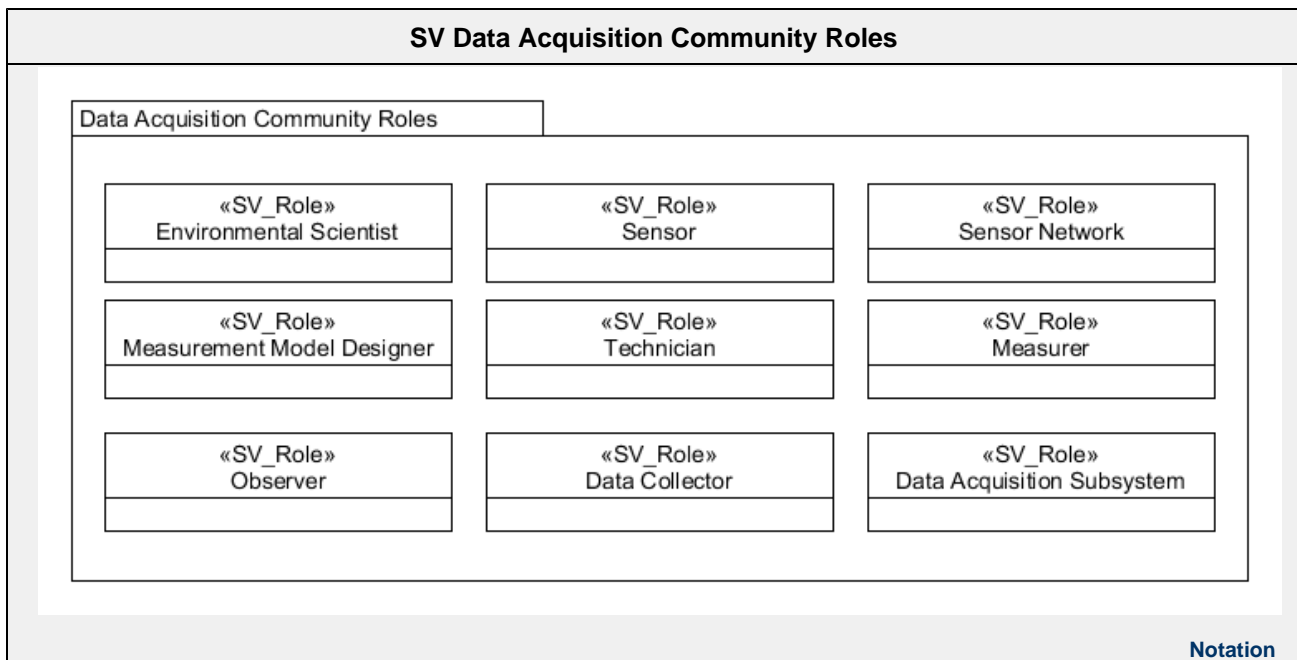 SV Data Acquisition Community Roles
Data Acquisition Community Roles
«SV_Role»
Environmental Scientist
«SV_Role»
Sensor
«SV_Role»
Sensor Network
«SV_Role»
Measurement Model Designer
«SV_Role»
Technician
«SV_Role»
Measurer
«SV_Role»
Observer
«SV_Role»
Data Collector
«SV_Role»
Data Acquisition Subsystem
Notation